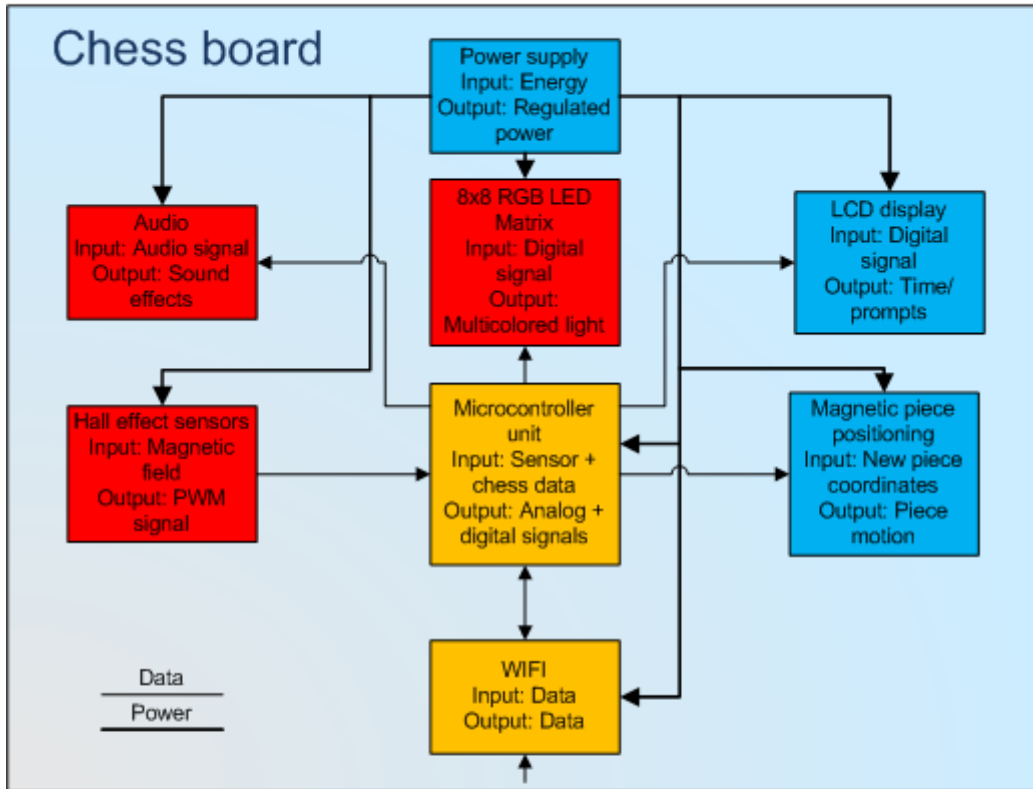 Chess board
Power supply
Input: Energy
Output: Regulated
power
8x8 RGB LED
Matrix
Input: Digital
signal
Output:
Multicolored light
Audio
Input: Audio signal
Output: Sound
effects
LCD display
Input: Digital
signal
Output: Time/
prompts
Hall effect sensors
Input: Magnetic
field
Output: PWM
signal
Microcontroller
unit
Input: Sensor +
chess data
Output: Analog +
digital signals
Magnetic piece
positioning
Input: New piece
coordinates
Output: Piece
motion
WIFI
Input: Data
Output: Data
Data
Power